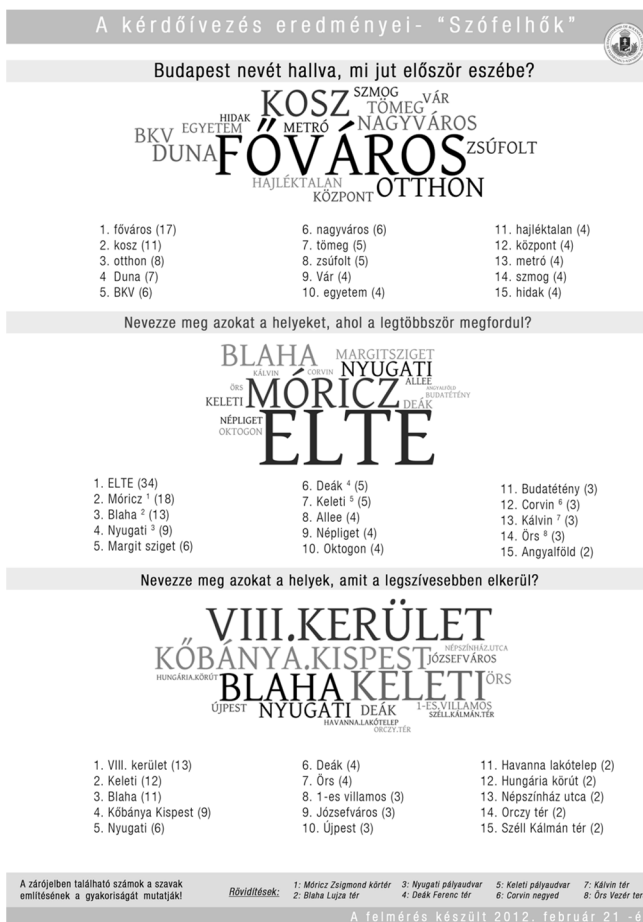 A kérdőívezés eredményei- "Szófelhők"
Budapest nevét hallva, mi jut először eszébe?
KOSZ SZMOG
TÖMEG VÁR
HIDAK
BKV EGYETEM METRÓ NAGYVÁROS
DUNA FŐVÁROS ZSÚFOLT
HAJLÉKTALAN OTTHON
KÖZPONT
1. főváros (17)
2. kosz (11)
3. otthon (8)
4 Duna (7)
5. BKV (6)
6. nagyváros (6)
7. tömeg (5)
8. zsúfolt (5)
9. Vár (4)
10. egyetem (4)
11. hajléktalan (4)
12. központ (4)
13. metró (4)
14. szmog (4)
15. hidak (4)
Nevezze meg azokat a helyeket, ahol a legtöbbször megfordul?
BLAHA MARGITSZIGET
KÁLVIN CORVIN NYUGATI
ALLEE
ŐRS MÓRICZ ANGYALFÖLD
BUDATÉTÉNY
KELETI DEÁK
NÉPLIGET ELTE
OKTOGON
1. ELTE (34)
2. Móricz ¹ (18)
3. Blaha ² (13)
4. Nyugati ³ (9)
5. Margit sziget (6)
6. Deák ⁴ (5)
7. Keleti ⁵ (5)
8. Allee (4)
9. Népliget (4)
10. Oktogon (4)
11. Budatétény (3)
12. Corvin ⁶ (3)
13. Kálvin ⁷ (3)
14. Örs ⁸ (3)
15. Angyalföld (2)
Nevezze meg azokat a helyek, amit a legszívesebben elkerül?
VIII.KERÜLET
KŐBÁNYA.KISPEST NÉPSZÍNHÁZ.UTCA
JÓZSEFVÁROS
HUNGÁRIA.KÖRÚT BLAHA KELETI ÖRS
ÚJPEST NYUGATI DEÁK 1-ES.VILLAMOS
SZÉLL.KÁLMÁN.TÉR
HAVANNA.LAKÓTELEP
ORCZY.TÉR
1. VIII. kerület (13)
2. Keleti (12)
3. Blaha (11)
4. Kőbánya Kispest (9)
5. Nyugati (6)
6. Deák (4)
7. Örs (4)
8. 1-es villamos (3)
9. Józsefváros (3)
10. Újpest (3)
11. Havanna lakótelep (2)
12. Hungária körút (2)
13. Népszínház utca (2)
14. Orczy tér (2)
15. Széll Kálmán tér (2)
A zárójelben található számok a szavak
említésének a gyakoriságát mutatják!
Rövidítések:
1: Móricz Zsigmond körtér
2: Blaha Lujza tér
3: Nyugati pályaudvar
4: Deák Ferenc tér
5: Keleti pályaudvar
6: Corvin negyed
7: Kálvin tér
8: Örs Vezér ter
A felmérés készült 2012. február 21 -é